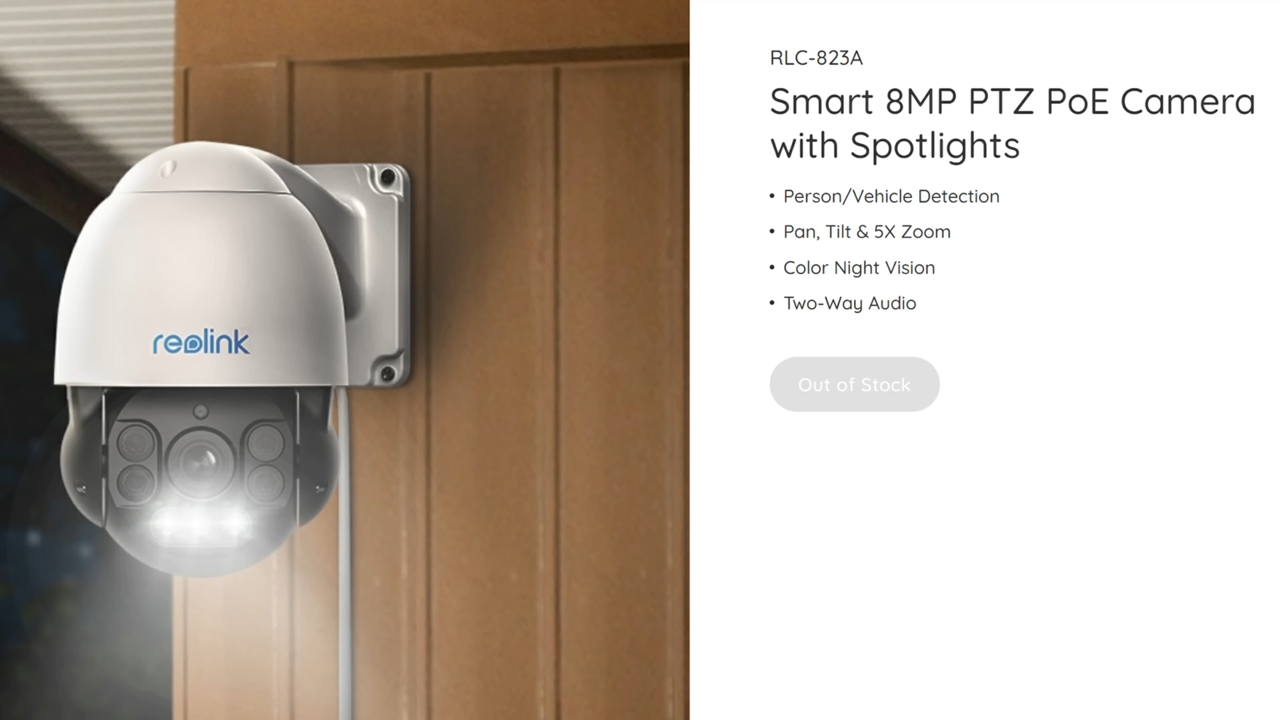 reolink
RLC-823A
Smart 8MP PTZ PoE Camera
with Spotlights
• Person/Vehicle Detection
• Pan, Tilt & 5X Zoom
• Color Night Vision
• Two-Way Audio
Out of Stock